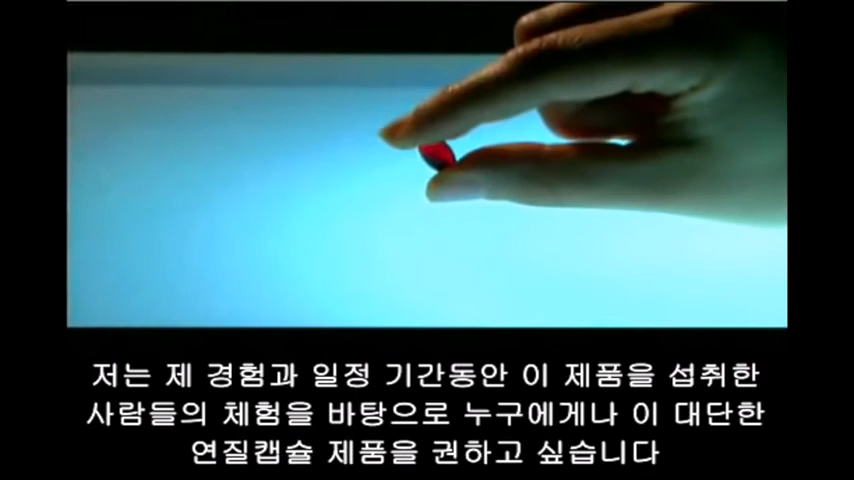 저는 제 경험과 일정 기간동안 이 제품을 섭취한
사람들의 체험을 바탕으로 누구에게나 이 대단한
연질캡슐 제품을 권하고 싶습니다